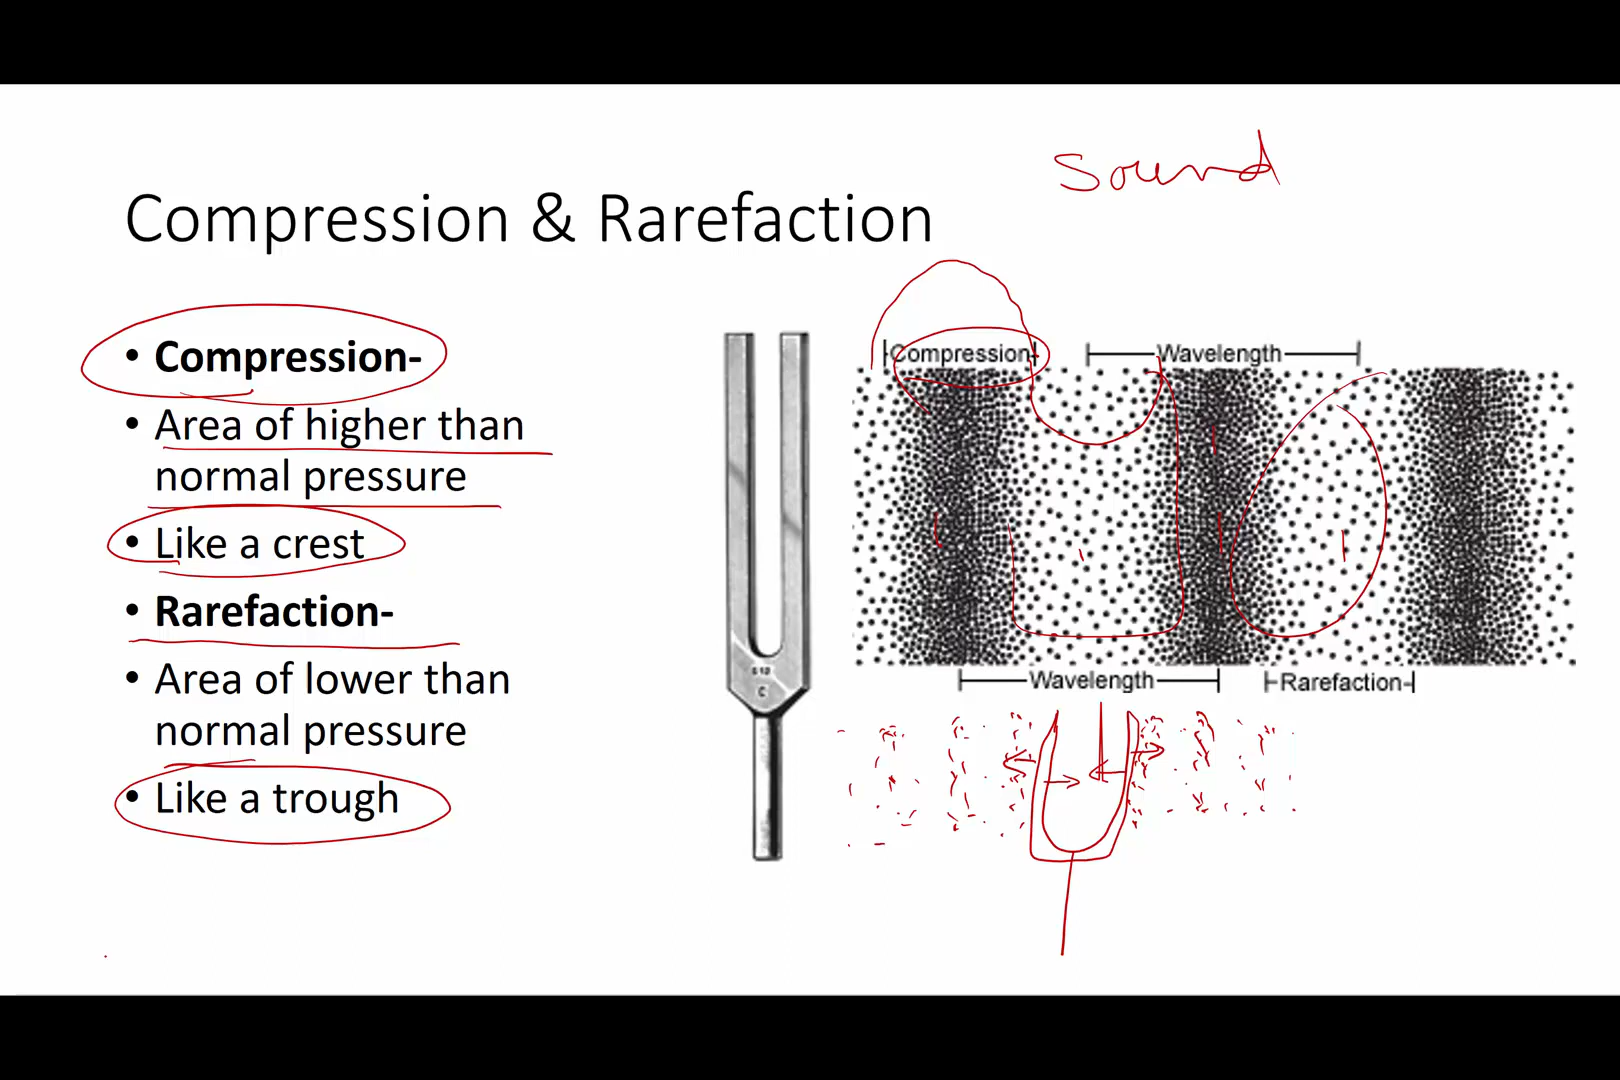 Sound
Compression & Rarefaction
• Compression-
• Area of higher than
normal pressure
• Like a crest
• Rarefaction-
• Area of lower than
normal pressure
• Like a trough
Compression
Wavelength
Wavelength
Rarefaction
C